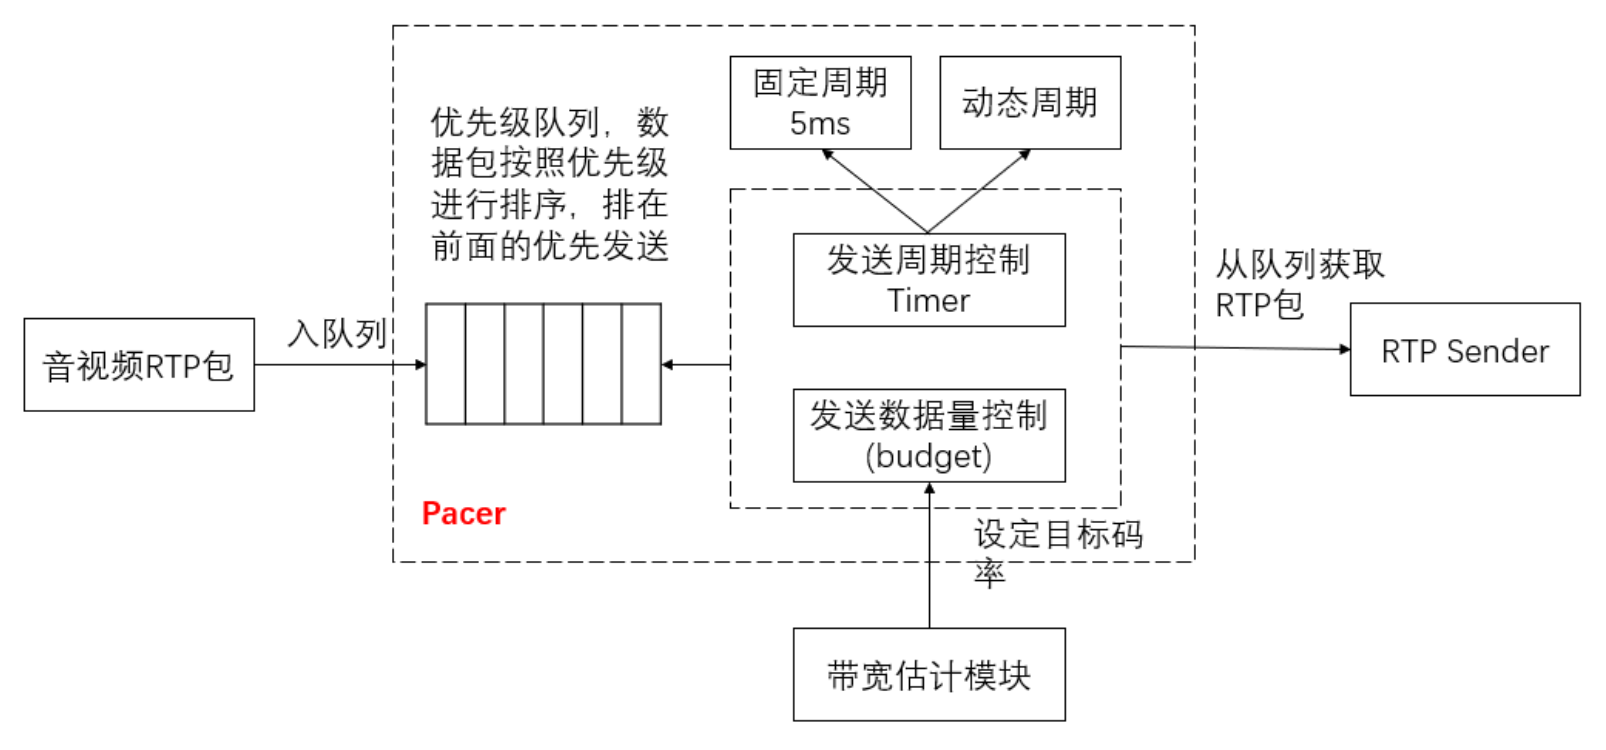 固定周期
5ms
动态周期
优先级队列，数
据包按照优先级
进行排序，排在
前面的优先发送
发送周期控制
Timer
从队列获取
RTP包
入队列
音视频RTP包
RTP Sender
发送数据量控制
(budget)
Pacer
设定目标码
率
带宽估计模块